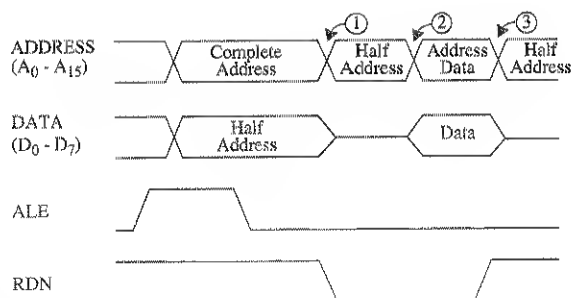 ① ② ③
ADDRESS
(A₀ - A₁₅)
Complete
Address
Half
Address
Address
Data
Half
Address
DATA
(D₀ - D₇)
Half
Address
Data
ALE
RDN